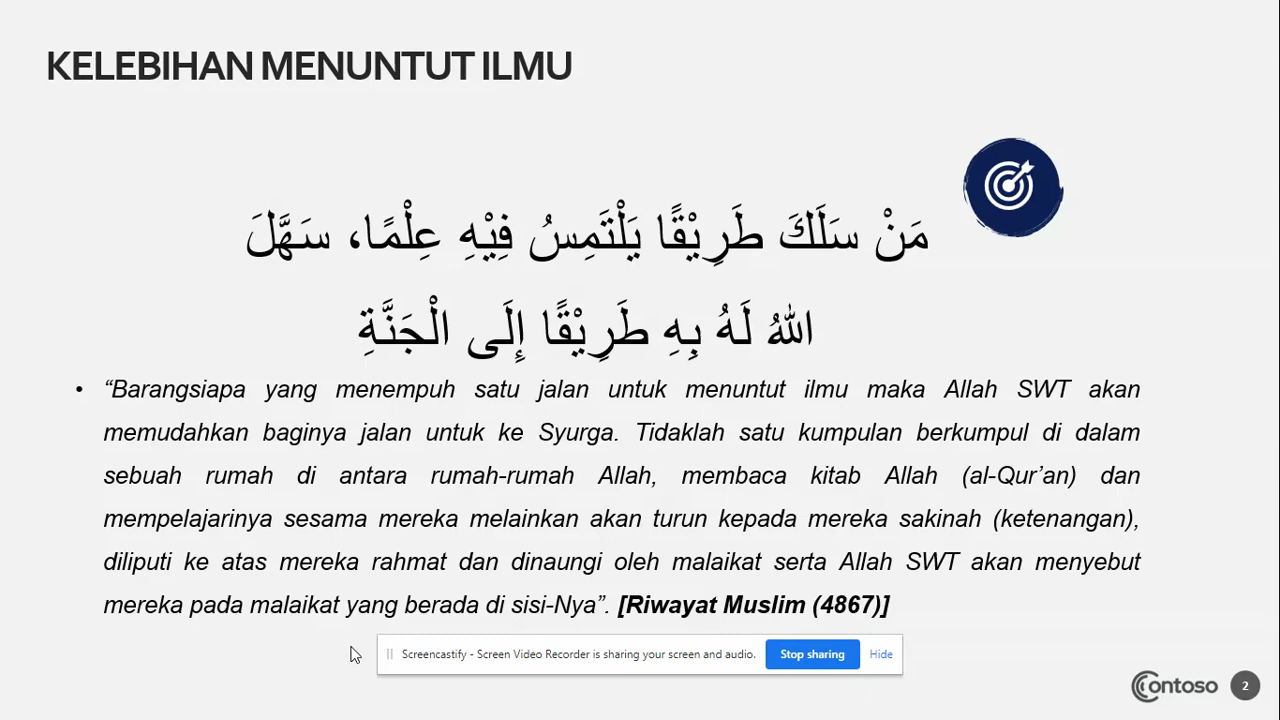 KELEBIHAN MENUNTUT ILMU
مَنْ سَلَكَ طَرِيْقًا يَلْتَمِسُ فِيْهِ عِلْمًا، سَهَّلَ
اللهُ لَهُ بِهِ طَرِيْقًا إِلَى الْجَنَّةِ
• “Barangsiapa yang menempuh satu jalan untuk menuntut ilmu maka Allah SWT akan
memudahkan baginya jalan untuk ke Syurga. Tidaklah satu kumpulan berkumpul di dalam
sebuah rumah di antara rumah-rumah Allah, membaca kitab Allah (al-Qur’an) dan
mempelajarinya sesama mereka melainkan akan turun kepada mereka sakinah (ketenangan),
diliputi ke atas mereka rahmat dan dinaungi oleh malaikat serta Allah SWT akan menyebut
mereka pada malaikat yang berada di sisi-Nya”. [Riwayat Muslim (4867)]
Screencastify - Screen Video Recorder is sharing your screen and audio. Stop sharing Hide
Contoso 2